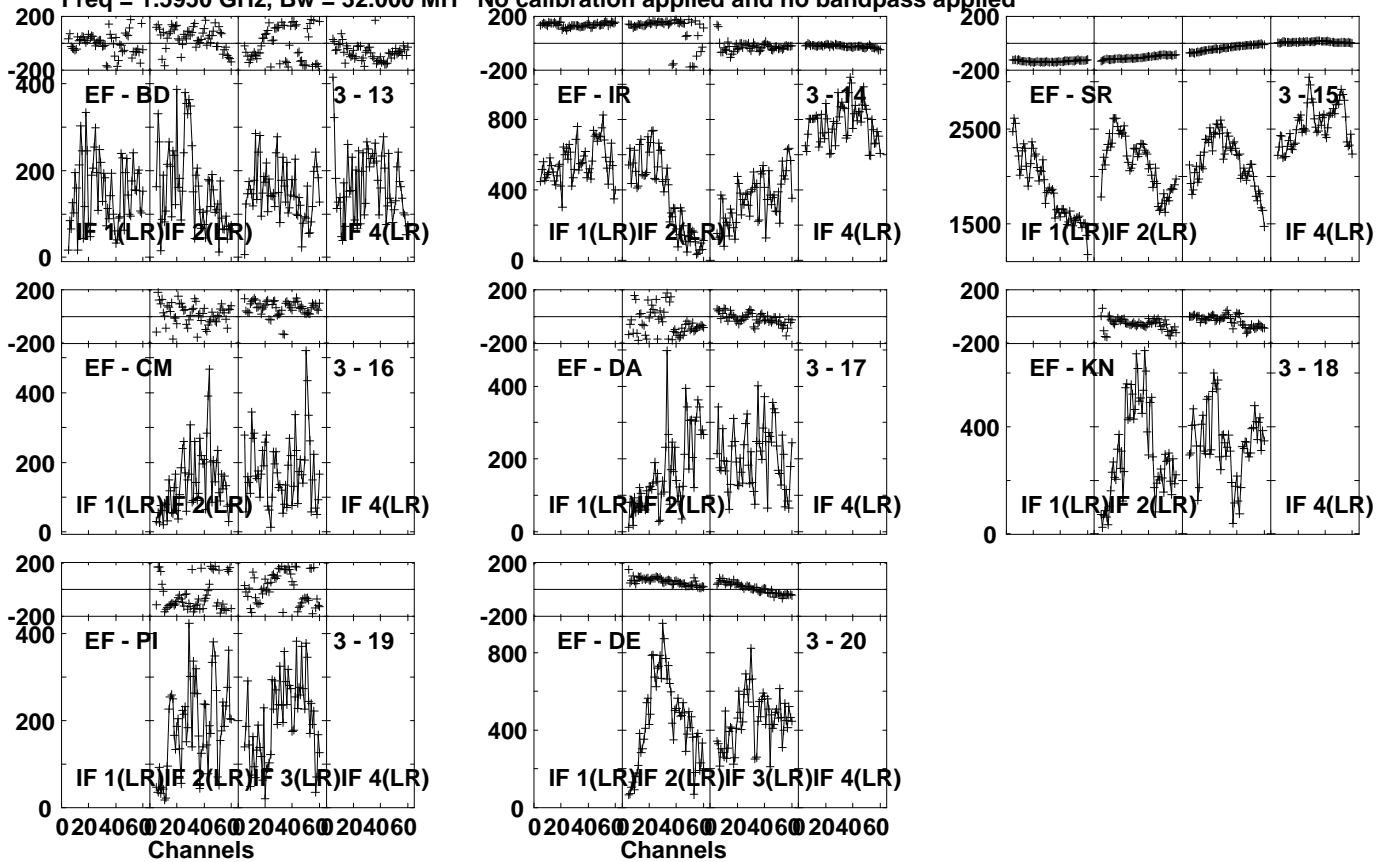 Freq = 1.5950 GHz, Bw = 32.000 MH No calibration applied and no bandpass applied
200
-200
400
200
0
EF - BD
3 - 13
IF 1(LR) IF 2(LR) IF 4(LR)
800
400
0
EF - IR
3 - 14
IF 1(LR) IF 2(LR) IF 4(LR)
200
-200
2500
1500
EF - SR
3 - 15
IF 1(LR) IF 2(LR) IF 4(LR)
200
-200
400
200
0
EF - CM
3 - 16
IF 1(LR) IF 2(LR) IF 4(LR)
200
-200
400
200
0
EF - DA
3 - 17
IF 1(LR) IF 2(LR) IF 4(LR)
200
-200
400
0
EF - KN
3 - 18
IF 1(LR) IF 2(LR) IF 4(LR)
200
-200
400
200
0
EF - PI
3 - 19
IF 1(LR) IF 2(LR) IF 3(LR) IF 4(LR)
0 20 40 60 0 20 40 60 0 20 40 60 0 20 40 60
Channels
200
-200
800
400
0
EF - DE
3 - 20
IF 1(LR) IF 2(LR) IF 3(LR) IF 4(LR)
0 20 40 60 0 20 40 60 0 20 40 60 0 20 40 60
Channels